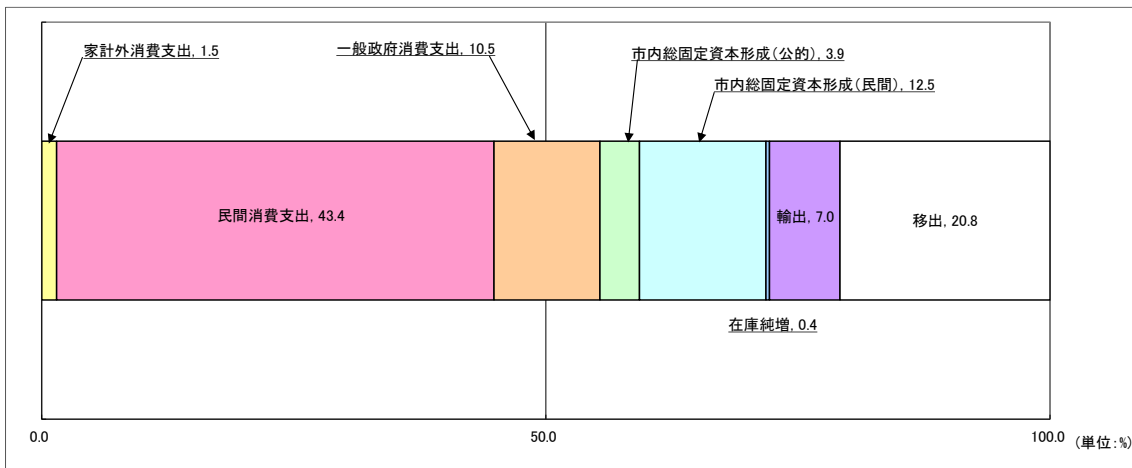 家計外消費支出, 1.5
一般政府消費支出, 10.5
市内総固定資本形成(公的), 3.9
市内総固定資本形成(民間), 12.5
民間消費支出, 43.4
輸出, 7.0
移出, 20.8
在庫純増, 0.4
0.0
50.0
100.0
(単位:%)